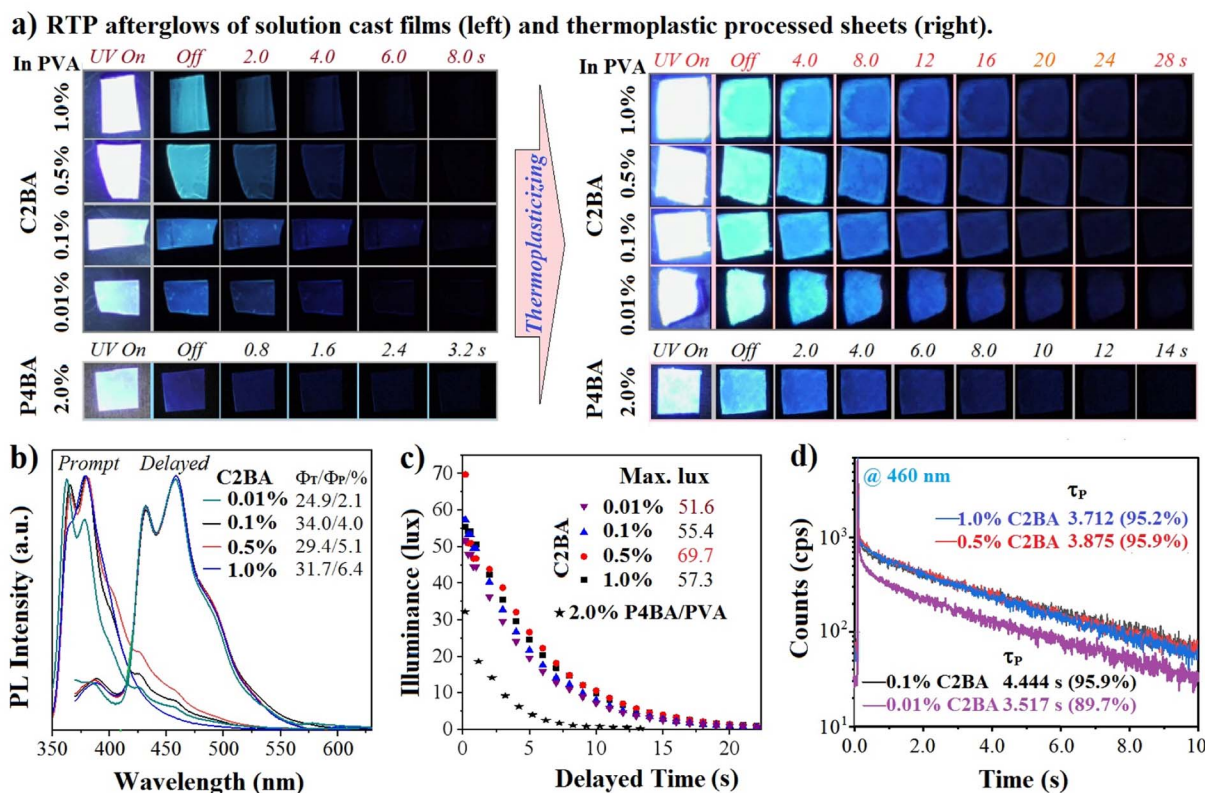 a) RTP afterglows of solution cast films (left) and thermoplastic processed sheets (right).
In PVA UV On Off 2.0 4.0 6.0 8.0 s
1.0%
0.5%
0.1%
0.01%
C2BA
UV On Off 0.8 1.6 2.4 3.2 s
2.0%
P4BA
Thermoplasticizing
In PVA UV On Off 4.0 8.0 12 16 20 24 28 s
1.0%
0.5%
0.1%
0.01%
C2BA
UV On Off 2.0 4.0 6.0 8.0 10 12 14 s
2.0%
P4BA
b)
Prompt Delayed
C2BA ΦT/ΦP/%
0.01% 24.9/2.1
0.1% 34.0/4.0
0.5% 29.4/5.1
1.0% 31.7/6.4
PL Intensity (a.u.)
350 400 450 500 550 600
Wavelength (nm)
c)
Max. lux
0.01% 51.6
0.1% 55.4
0.5% 69.7
1.0% 57.3
C2BA
2.0% P4BA/PVA
Illuminance (lux)
70
60
50
40
30
20
10
0
0 5 10 15 20
Delayed Time (s)
d)
@ 460 nm
τP
1.0% C2BA 3.712 (95.2%)
0.5% C2BA 3.875 (95.9%)
τP
0.1% C2BA 4.444 s (95.9%)
0.01% C2BA 3.517 s (89.7%)
Counts (cps)
10³
10²
10¹
0.0 2.0 4.0 6.0 8.0 10
Time (s)